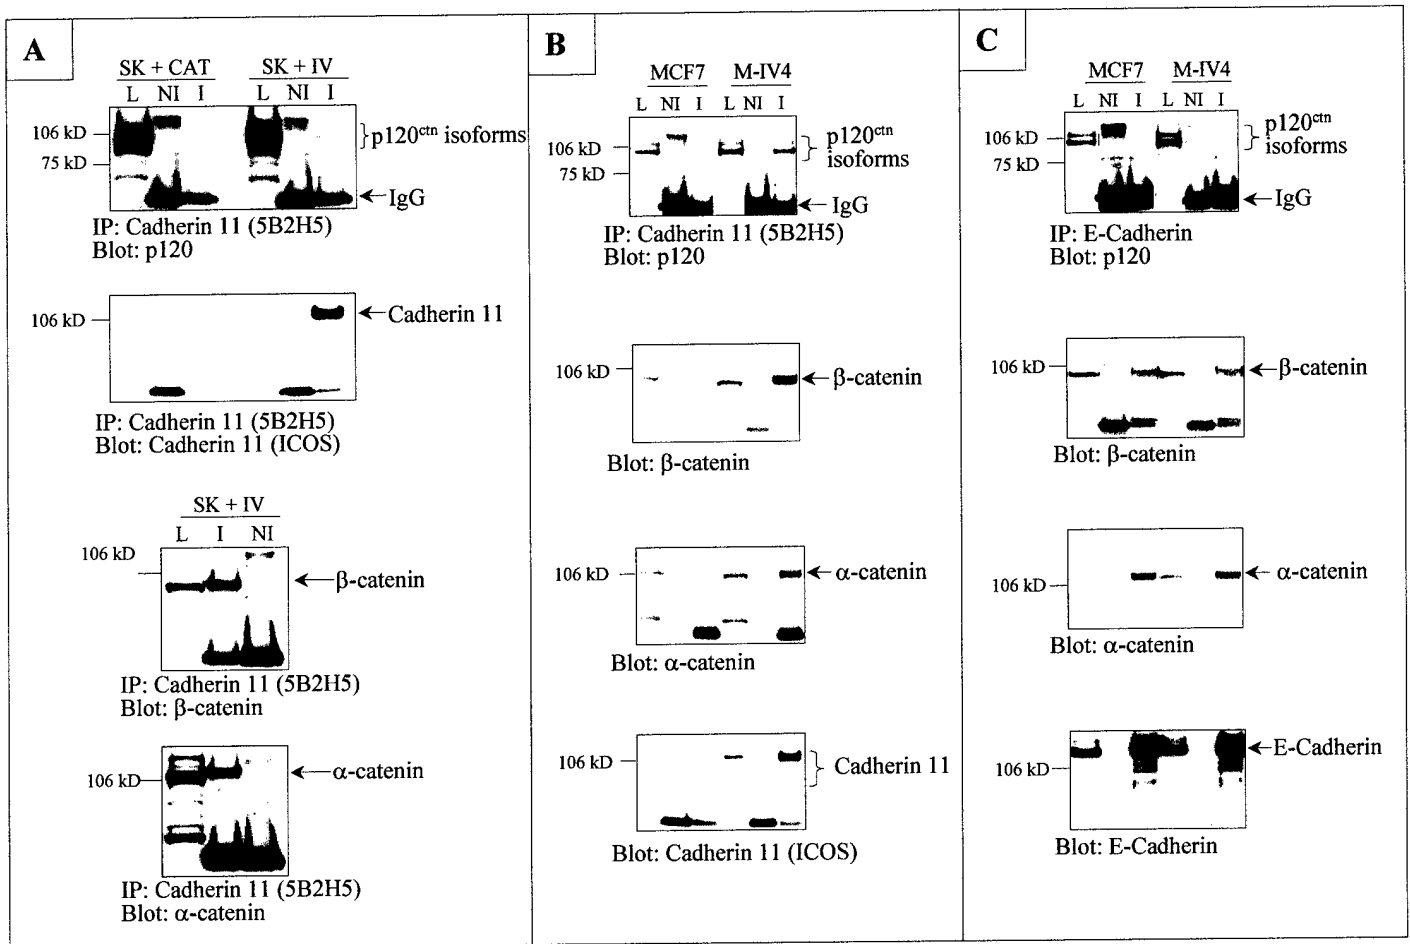 A
SK + CAT SK + IV
L NI I L NI I
106 kD
75 kD
p120ctn isoforms
IgG
IP: Cadherin 11 (5B2H5)
Blot: p120
106 kD
Cadherin 11
IP: Cadherin 11 (5B2H5)
Blot: Cadherin 11 (ICOS)
SK + IV
L I NI
106 kD
β-catenin
IP: Cadherin 11 (5B2H5)
Blot: β-catenin
106 kD
α-catenin
IP: Cadherin 11 (5B2H5)
Blot: α-catenin
B
MCF7 M-IV4
L NI I L NI I
106 kD
75 kD
p120ctn
isoforms
IgG
IP: Cadherin 11 (5B2H5)
Blot: p120
106 kD
β-catenin
Blot: β-catenin
106 kD
α-catenin
Blot: α-catenin
106 kD
Cadherin 11
Blot: Cadherin 11 (ICOS)
C
MCF7 M-IV4
L NI I L NI I
106 kD
75 kD
p120ctn
isoforms
IgG
IP: E-Cadherin
Blot: p120
106 kD
β-catenin
Blot: β-catenin
106 kD
α-catenin
Blot: α-catenin
106 kD
E-Cadherin
Blot: E-Cadherin